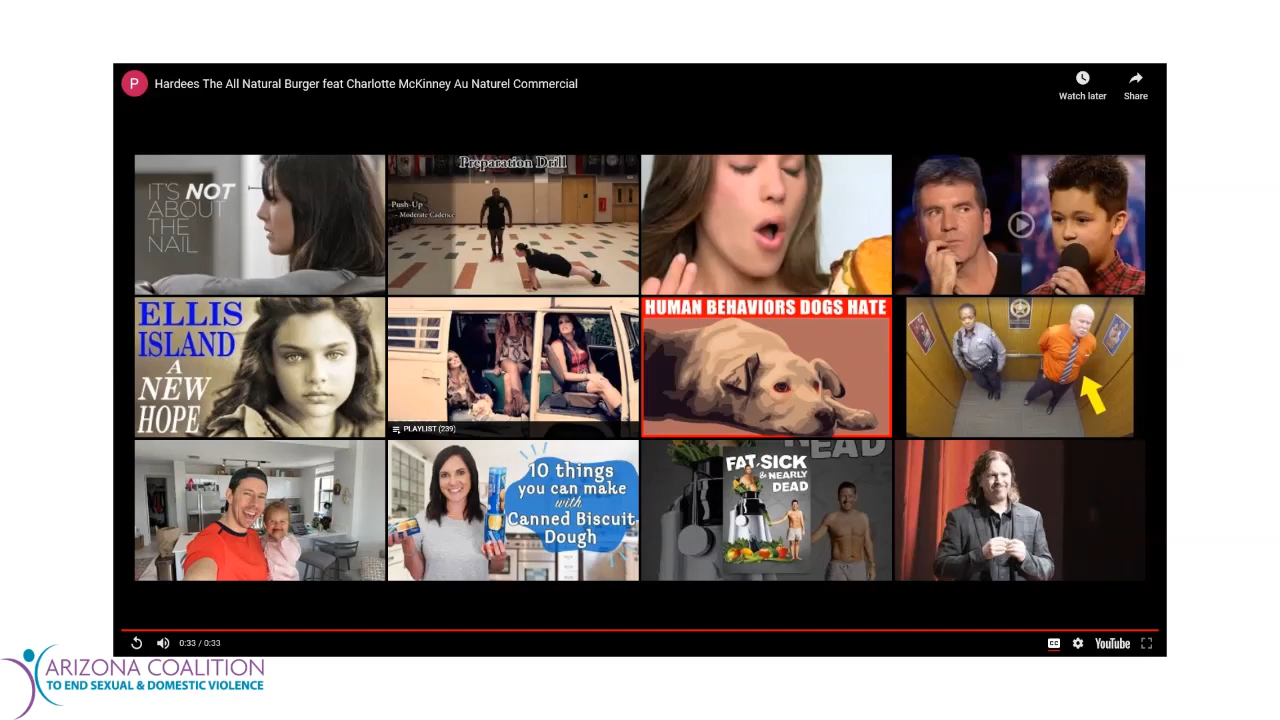 P
Hardees The All Natural Burger feat Charlotte McKinney Au Naturel Commercial
Watch later
Share
IT'S NOT
ABOUT
THE
NAIL
Preparation Drill
Push-Up
- Moderate Cadence
ELLIS
ISLAND
A
NEW
HOPE
PLAYLIST (239)
HUMAN BEHAVIORS DOGS HATE
10 things
you can make
with
Canned Biscuit
Dough
DEAD
FAT, SICK
& NEARLY
DEAD
0:33 / 0:33
CC
YouTube
ARIZONA COALITION
TO END SEXUAL & DOMESTIC VIOLENCE